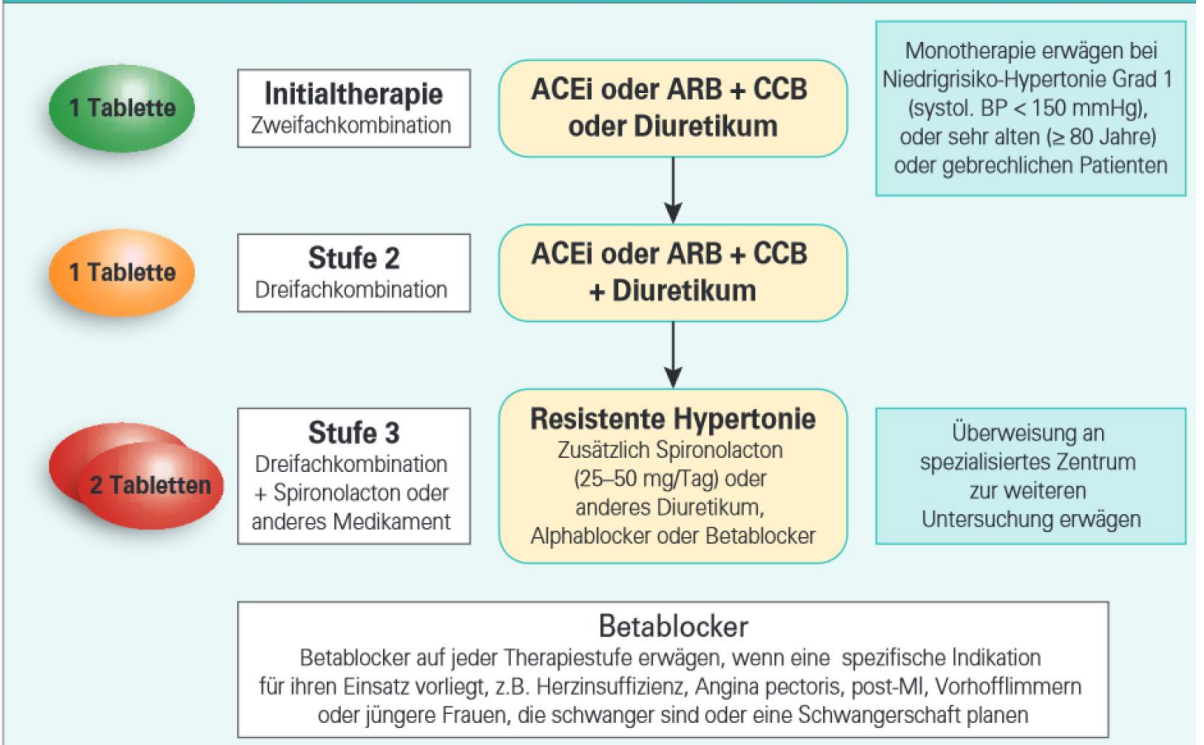 1 Tablette
Initialtherapie
Zweifachkombination
ACEi oder ARB + CCB
oder Diuretikum
Monotherapie erwägen bei
Niedrigrisiko-Hypertonie Grad 1
(systol. BP < 150 mmHg),
oder sehr alten (≥ 80 Jahre)
oder gebrechlichen Patienten
1 Tablette
Stufe 2
Dreifachkombination
ACEi oder ARB + CCB
+ Diuretikum
2 Tabletten
Stufe 3
Dreifachkombination
+ Spironolacton oder
anderes Medikament
Resistente Hypertonie
Zusätzlich Spironolacton
(25–50 mg/Tag) oder
anderes Diuretikum,
Alphablocker oder Betablocker
Überweisung an
spezialisiertes Zentrum
zur weiteren
Untersuchung erwägen
Betablocker
Betablocker auf jeder Therapiestufe erwägen, wenn eine spezifische Indikation
für ihren Einsatz vorliegt, z.B. Herzinsuffizienz, Angina pectoris, post-MI, Vorhofflimmern
oder jüngere Frauen, die schwanger sind oder eine Schwangerschaft planen